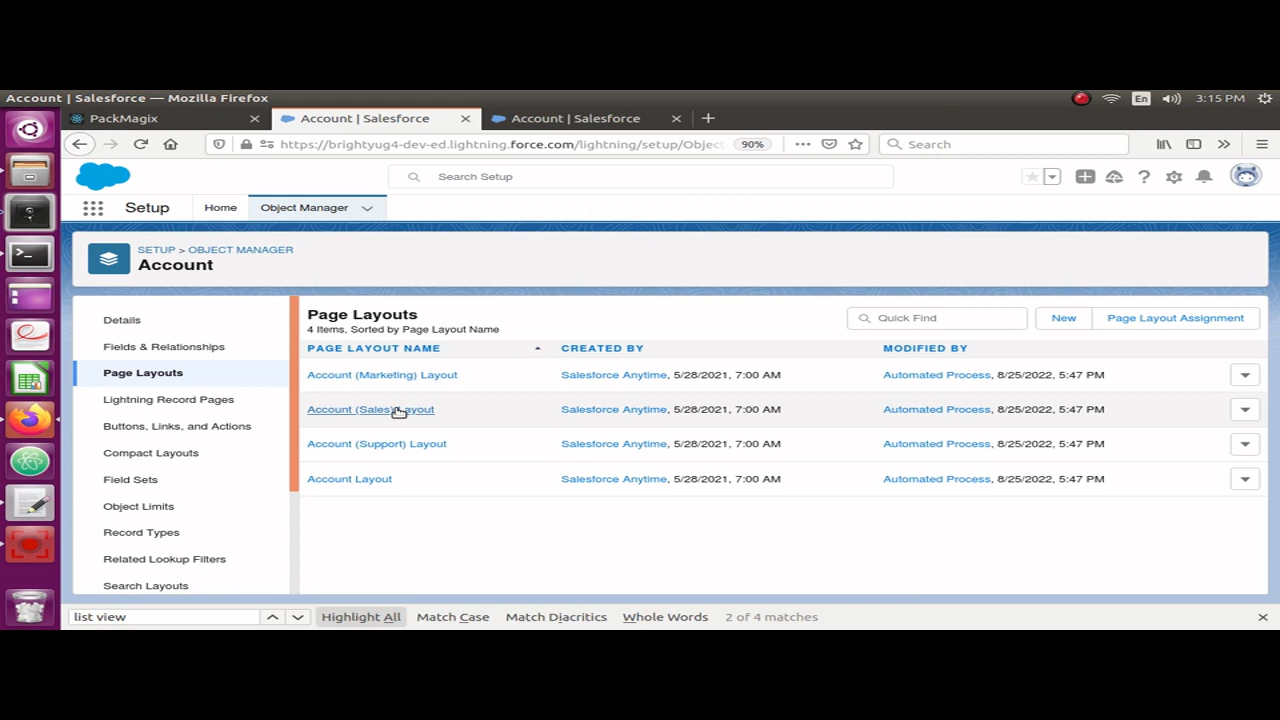 Account | Salesforce — Mozilla Firefox
En
3:15 PM
PackMagix
Account | Salesforce
Account | Salesforce
https://brightyug4-dev-ed.lightning.force.com/lightning/setup/Objec
90%
Search
Search Setup
Setup
Home
Object Manager
SETUP > OBJECT MANAGER
Account
Details
Fields & Relationships
Page Layouts
Lightning Record Pages
Buttons, Links, and Actions
Compact Layouts
Field Sets
Object Limits
Record Types
Related Lookup Filters
Search Layouts
Page Layouts
4 Items, Sorted by Page Layout Name
Quick Find
New
Page Layout Assignment
PAGE LAYOUT NAME CREATED BY MODIFIED BY
Account (Marketing) Layout Salesforce Anytime, 5/28/2021, 7:00 AM Automated Process, 8/25/2022, 5:47 PM
Account (Sales) Layout Salesforce Anytime, 5/28/2021, 7:00 AM Automated Process, 8/25/2022, 5:47 PM
Account (Support) Layout Salesforce Anytime, 5/28/2021, 7:00 AM Automated Process, 8/25/2022, 5:47 PM
Account Layout Salesforce Anytime, 5/28/2021, 7:00 AM Automated Process, 8/25/2022, 5:47 PM
list view
Highlight All
Match Case
Match Diacritics
Whole Words
2 of 4 matches